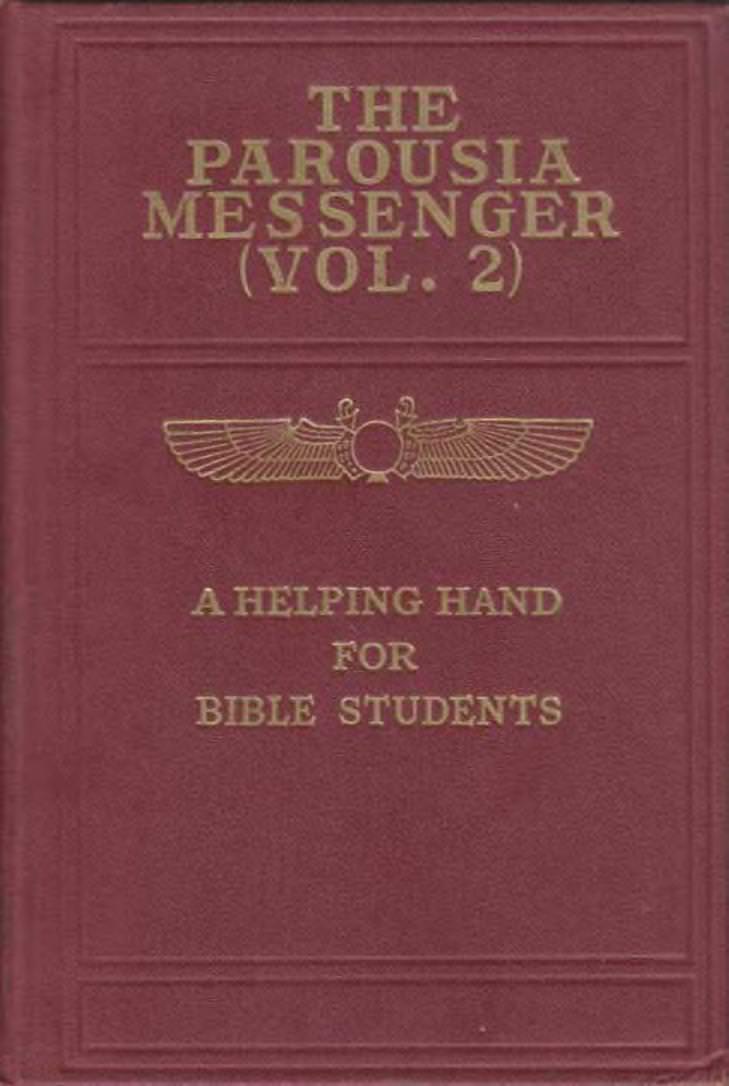 THE
PAROUSIA
MESSENGER
(VOL. 2)
A HELPING HAND
FOR
BIBLE STUDENTS